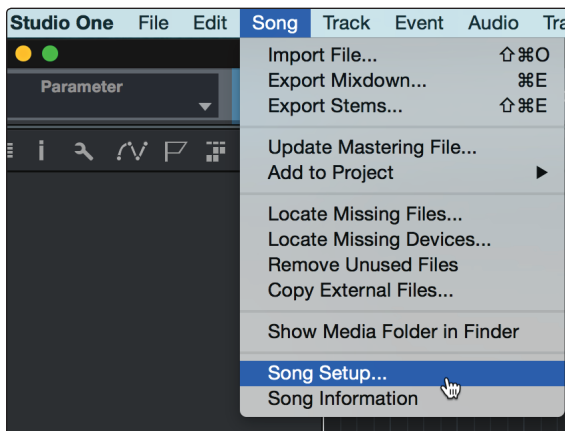 Studio One File Edit Song Track Event Audio
Parameter
Import File... ⇧⌘O
Export Mixdown... ⌘E
Export Stems... ⇧⌘E
Update Mastering File...
Add to Project
Locate Missing Files...
Locate Missing Devices...
Remove Unused Files
Copy External Files...
Show Media Folder in Finder
Song Setup...
Song Information